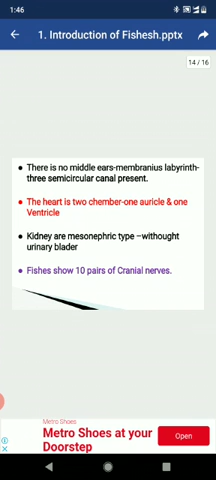 1:46
1. Introduction of Fishesh.pptx
14 / 16
There is no middle ears-membranius labyrinth-
three semicircular canal present.
The heart is two chember-one auricle & one
Ventricle
Kidney are mesonephric type –withought
urinary blader
Fishes show 10 pairs of Cranial nerves.
Metro Shoes
Metro Shoes at your
Doorstep
Open